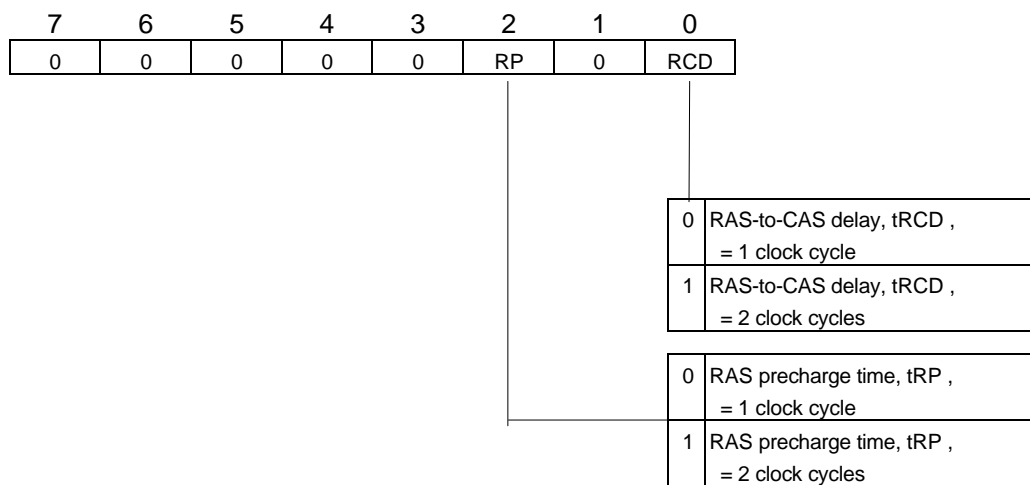 7 6 5 4 3 2 1 0
0 0 0 0 0 RP 0 RCD
0 RAS-to-CAS delay, tRCD ,
= 1 clock cycle
1 RAS-to-CAS delay, tRCD ,
= 2 clock cycles
0 RAS precharge time, tRP ,
= 1 clock cycle
1 RAS precharge time, tRP ,
= 2 clock cycles